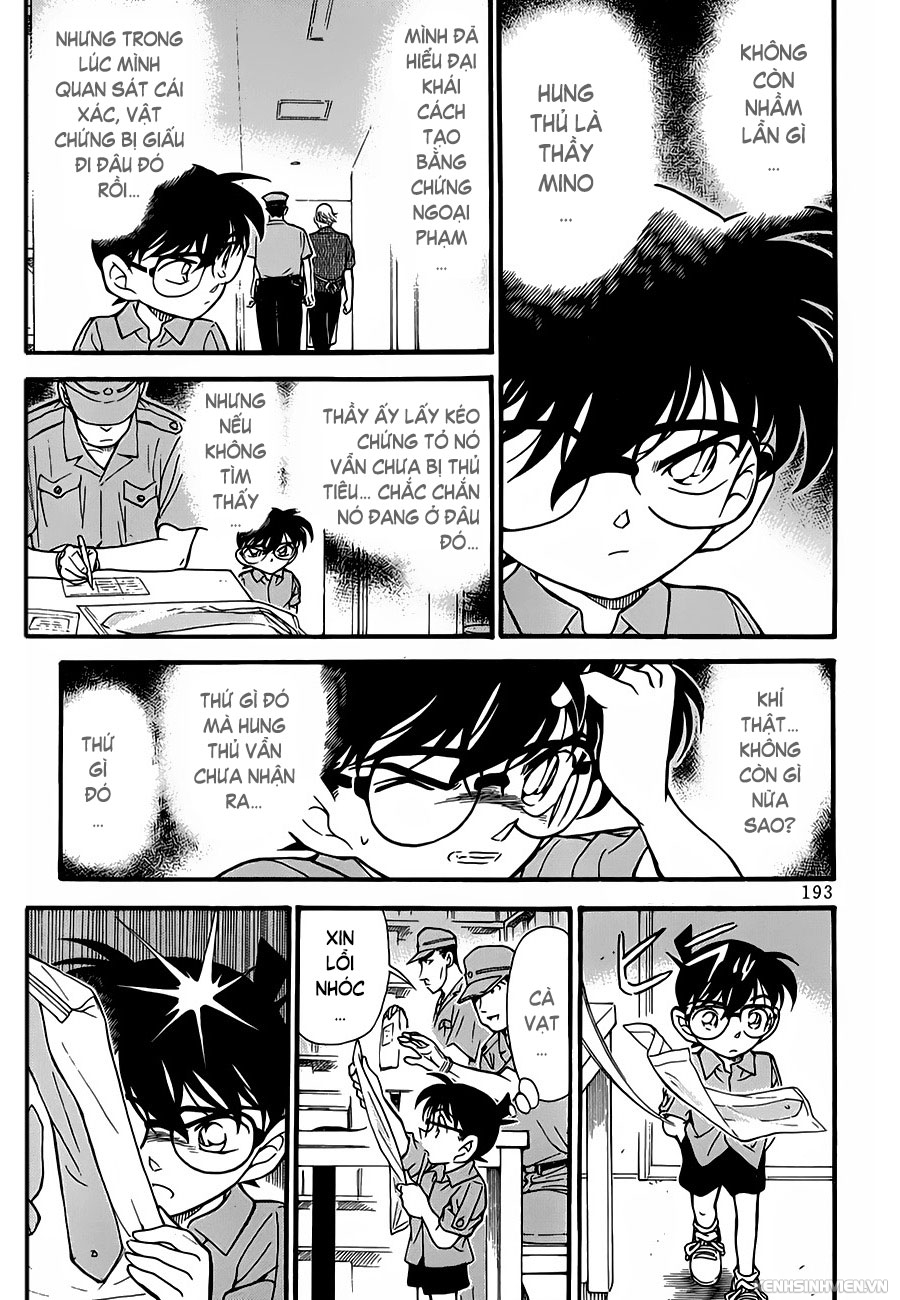 KHÔNG
CÒN
NHẦM
LẪN GÌ
...
HUNG
THỦ LÀ
THẦY
MINO
...
MÌNH ĐÃ
HIỂU ĐẠI
KHÁI
CÁCH
TẠO
BẰNG
CHỨNG
NGOẠI
PHẠM
...
NHƯNG TRONG
LÚC MÌNH
QUAN SÁT CÁI
XÁC, VẬT
CHỨNG BỊ GIẤU
ĐI ĐÂU ĐÓ
RỒI...
THẦY ẤY LẤY KÉO
CHỨNG TỎ NÓ
VẪN CHƯA BỊ THỦ
TIÊU... CHẮC CHẮN
NÓ ĐANG Ở ĐÂU
ĐÓ...
NHƯNG
NẾU
KHÔNG
TÌM
THẤY
...
KHỈ
THẬT...
KHÔNG
CÒN GÌ
NỮA
SAO?
THỨ GÌ ĐÓ
MÀ HUNG
THỦ VẪN
CHƯA NHẬN
RA...
THỨ
GÌ
ĐÓ
...
193
ヒラ
CÀ
VẠT
...
XIN
LỖI
NHÓC
...
YENHSINHVIEN.VN